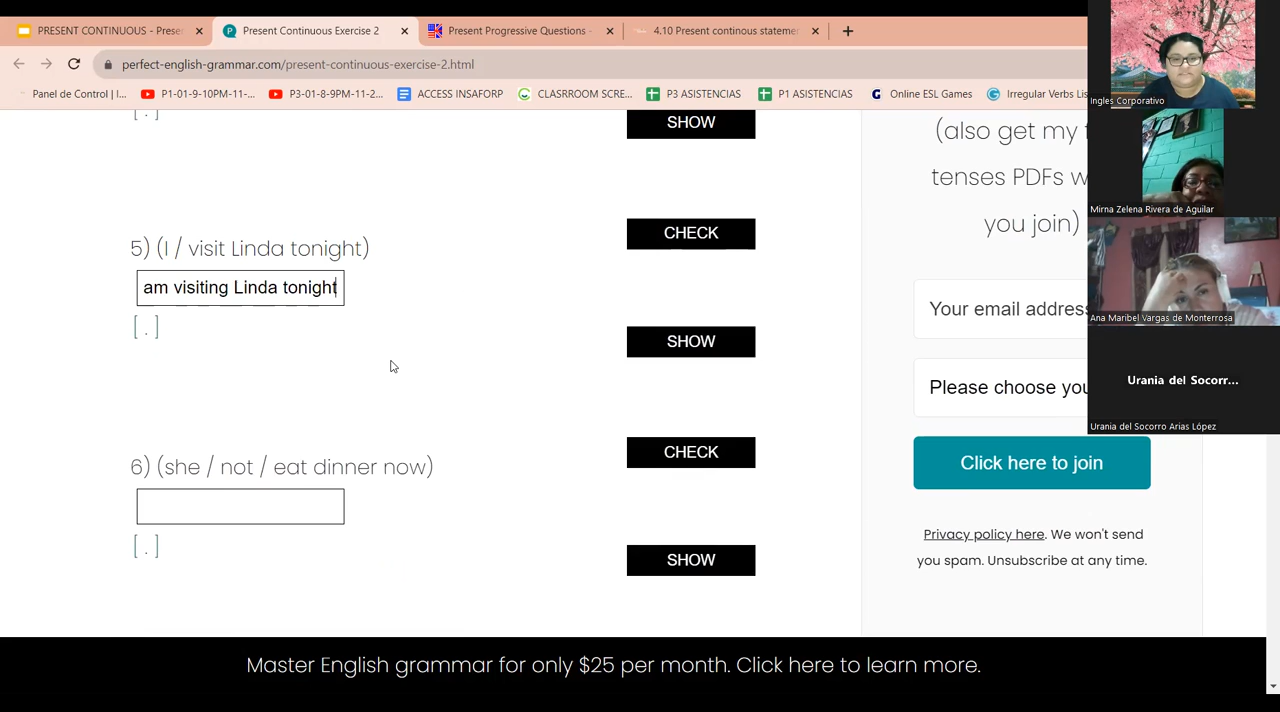 PRESENT CONTINUOUS - Prese
Present Continuous Exercise 2
Present Progressive Questions -
4.10 Present continous stateme
perfect-english-grammar.com/present-continuous-exercise-2.html
Panel de Control | I...
P1-01-9-10PM-11-...
P3-01-8-9PM-11-2...
ACCESS INSAFORP
CLASRROOM SCRE...
P3 ASISTENCIAS
P1 ASISTENCIAS
Online ESL Games
Irregular Verbs Lis
[ . ]
SHOW
5) (I / visit Linda tonight)
CHECK
am visiting Linda tonight
[ . ]
SHOW
6) (she / not / eat dinner now)
CHECK
[ . ]
SHOW
(also get my f
tenses PDFs w
you join)
Your email address
Please choose you
Click here to join
Privacy policy here. We won't send
you spam. Unsubscribe at any time.
Master English grammar for only $25 per month. Click here to learn more.
Ingles Corporativo
Mirna Zelena Rivera de Aguilar
Ana Maribel Vargas de Monterrosa
Urania del Socorr...
Urania del Socorro Arias López